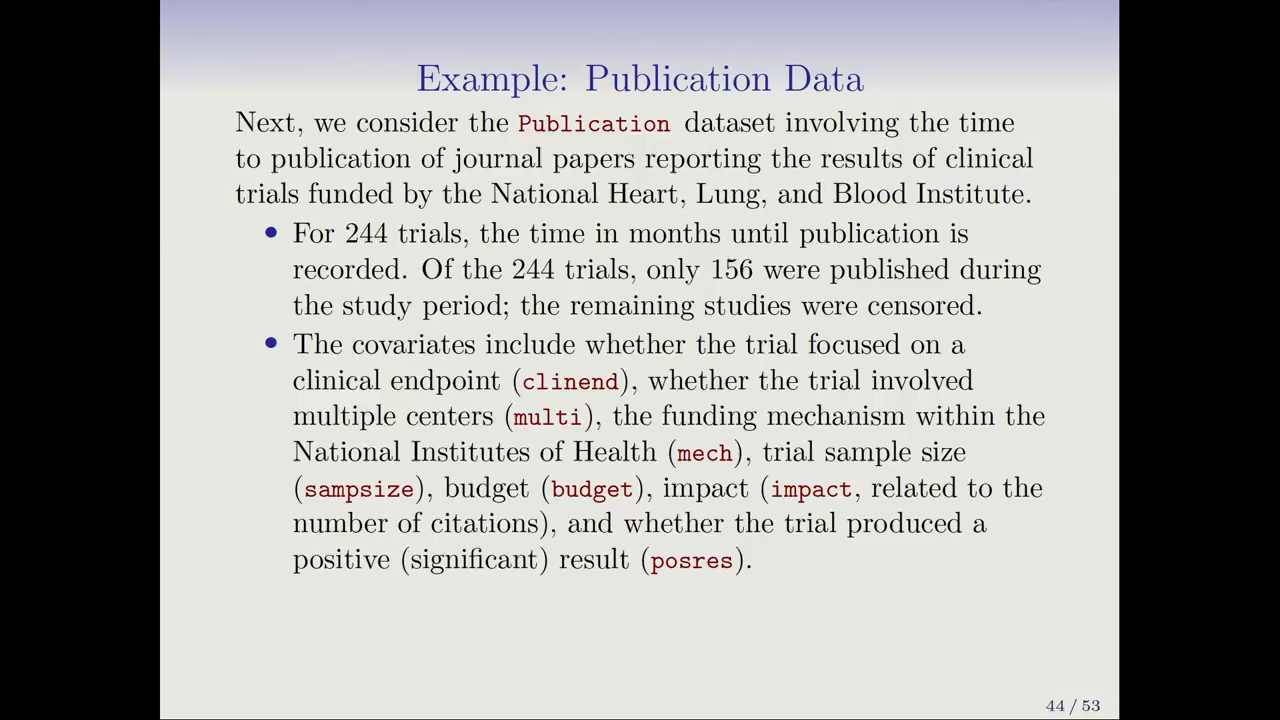 Example: Publication Data
Next, we consider the Publication dataset involving the time
to publication of journal papers reporting the results of clinical
trials funded by the National Heart, Lung, and Blood Institute.
• For 244 trials, the time in months until publication is
recorded. Of the 244 trials, only 156 were published during
the study period; the remaining studies were censored.
• The covariates include whether the trial focused on a
clinical endpoint (clinend), whether the trial involved
multiple centers (multi), the funding mechanism within the
National Institutes of Health (mech), trial sample size
(sampsize), budget (budget), impact (impact, related to the
number of citations), and whether the trial produced a
positive (significant) result (posres).
44 / 53